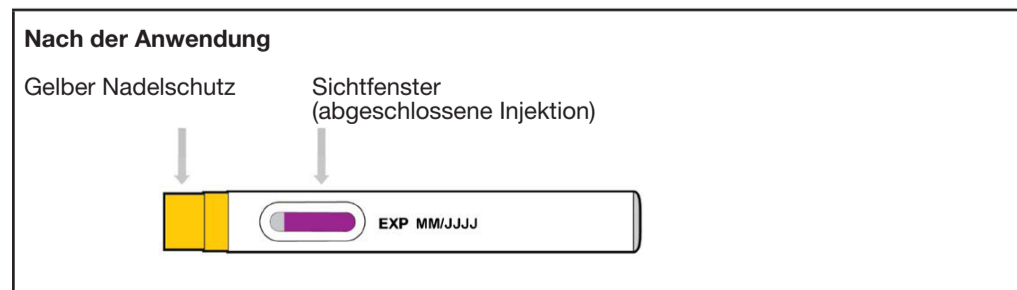 Nach der Anwendung
Gelber Nadelschutz
Sichtfenster
(abgeschlossene Injektion)
EXP MM/JJJJ